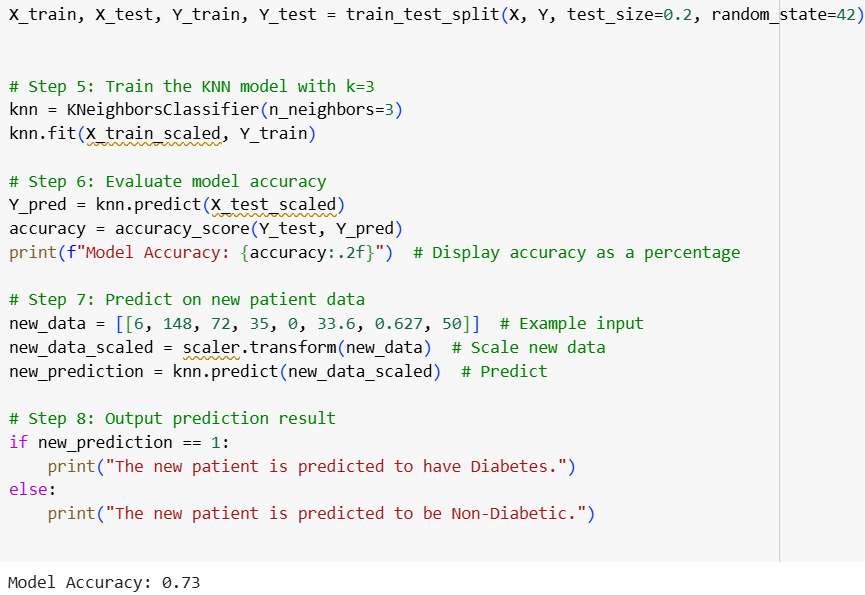 X_train, X_test, Y_train, Y_test = train_test_split(X, Y, test_size=0.2, random_state=42)
# Step 5: Train the KNN model with k=3
knn = KNeighborsClassifier(n_neighbors=3)
knn.fit(X_train_scaled, Y_train)
# Step 6: Evaluate model accuracy
Y_pred = knn.predict(X_test_scaled)
accuracy = accuracy_score(Y_test, Y_pred)
print(f"Model Accuracy: {accuracy:.2f}")  # Display accuracy as a percentage
# Step 7: Predict on new patient data
new_data = [[6, 148, 72, 35, 0, 33.6, 0.627, 50]]  # Example input
new_data_scaled = scaler.transform(new_data)  # Scale new data
new_prediction = knn.predict(new_data_scaled)  # Predict
# Step 8: Output prediction result
if new_prediction == 1:
    print("The new patient is predicted to have Diabetes.")
else:
    print("The new patient is predicted to be Non-Diabetic.")
Model Accuracy: 0.73